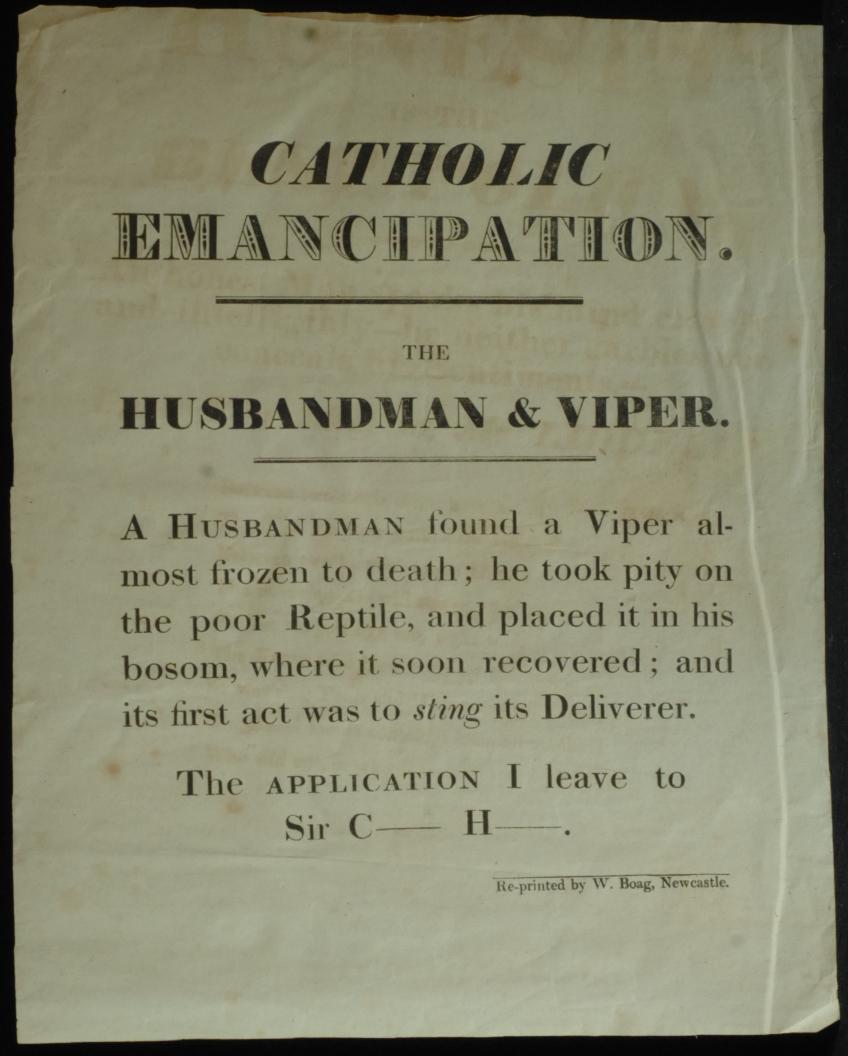 CATHOLIC
EMANCIPATION.
THE
HUSBANDMAN & VIPER.
A HUSBANDMAN found a Viper al-
most frozen to death; he took pity on
the poor Reptile, and placed it in his
bosom, where it soon recovered; and
its first act was to sting its Deliverer.
The APPLICATION I leave to
Sir C—— H——.
Re-printed by W. Boag, Newcastle.